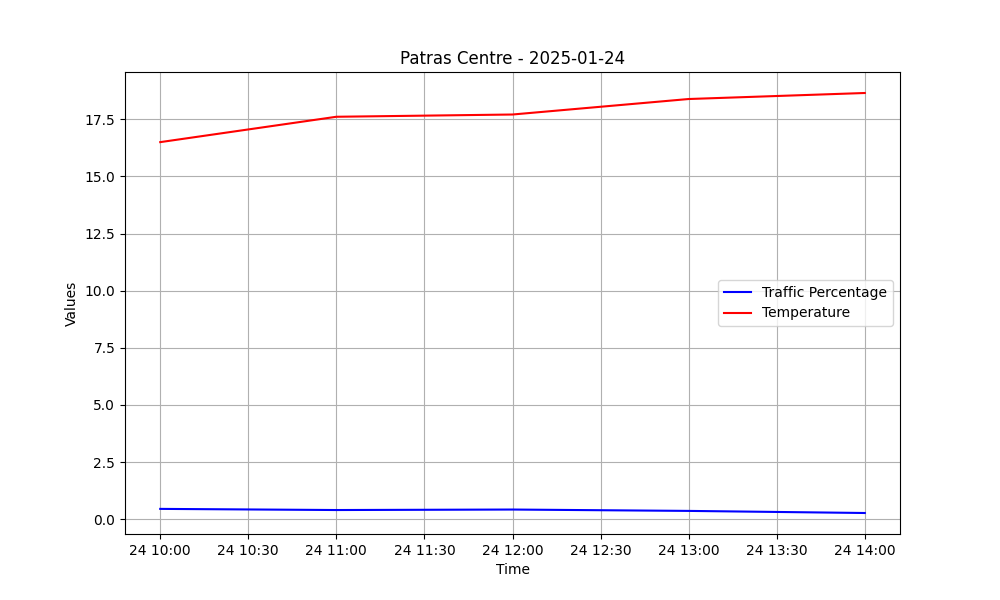 Patras Centre - 2025-01-24
17.5
15.0
12.5
10.0
7.5
5.0
2.5
0.0
Values
Traffic Percentage
Temperature
24 10:00 24 10:30 24 11:00 24 11:30 24 12:00 24 12:30 24 13:00 24 13:30 24 14:00
Time